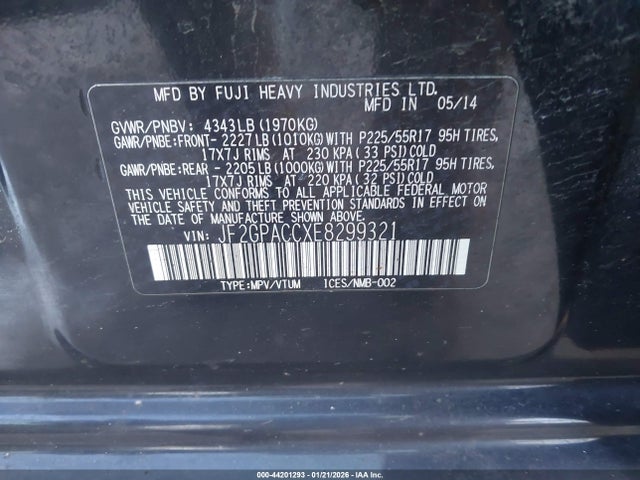 MFD BY FUJI HEAVY INDUSTRIES LTD.
MFD IN 05/14
GVWR/PNBV: 4343LB(1970KG)
GAWR/PNBE:FRONT-2227LB(1010KG)WITH P225/55R17 95H TIRES,
17X7J RIMS AT 230 KPA(33 PSI)COLD
GAWR/PNBE:REAR -2205LB(1000KG)WITH P225/55R17 95H TIRES,
17X7J RIMS AT 220 KPA(32 PSI)COLD
THIS VEHICLE CONFORMS TO ALL APPLICABLE FEDERAL MOTOR
VEHICLE SAFETY AND THEFT PREVENTION STANDARDS IN EFFECT
ON THE DATE OF MANUFACTURE SHOWN ABOVE.
VIN: JF2GPACCXE8299321
TYPE:MPV/VTUM ICES/NMB-002
000-44201293 - 01/21/2026 - IAA Inc.